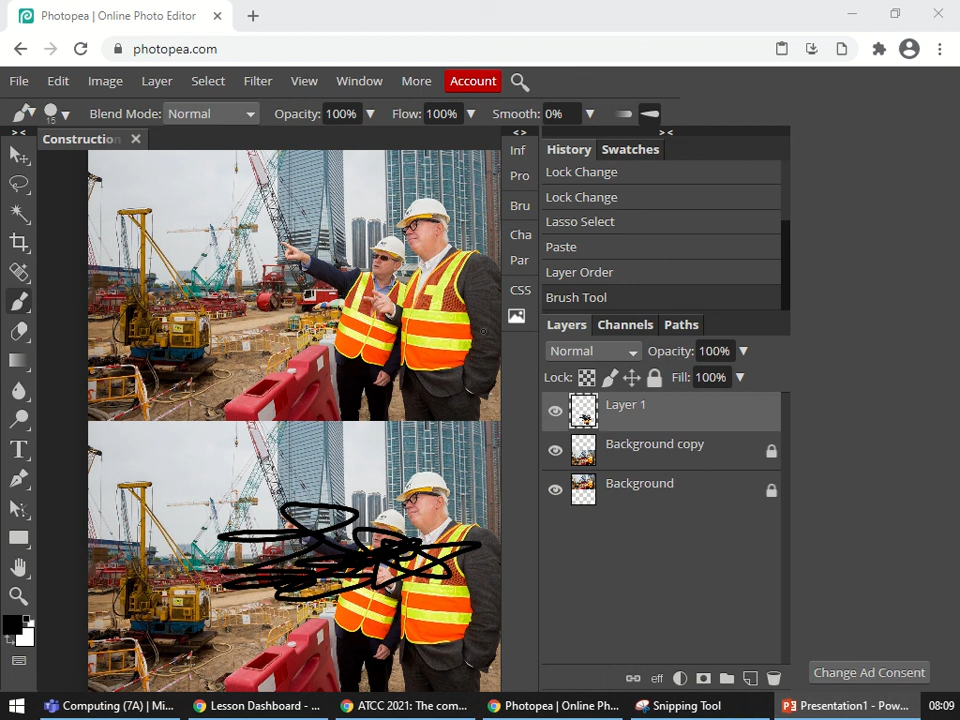 Photopea | Online Photo Editor
photopea.com
File Edit Image Layer Select Filter View Window More Account
15 Blend Mode: Normal Opacity: 100% Flow: 100% Smooth: 0%
> < < > > <
Construction
Inf
Pro
Bru
Cha
Par
CSS
History Swatches
Lock Change
Lock Change
Lasso Select
Paste
Layer Order
Brush Tool
Layers Channels Paths
Normal Opacity: 100%
Lock: Fill: 100%
Layer 1
Background copy
Background
eff
Change Ad Consent
Computing (7A) | Mi... Lesson Dashboard - ... ATCC 2021: The com... Photopea | Online Ph... Snipping Tool Presentation1 - Pow... 08:09